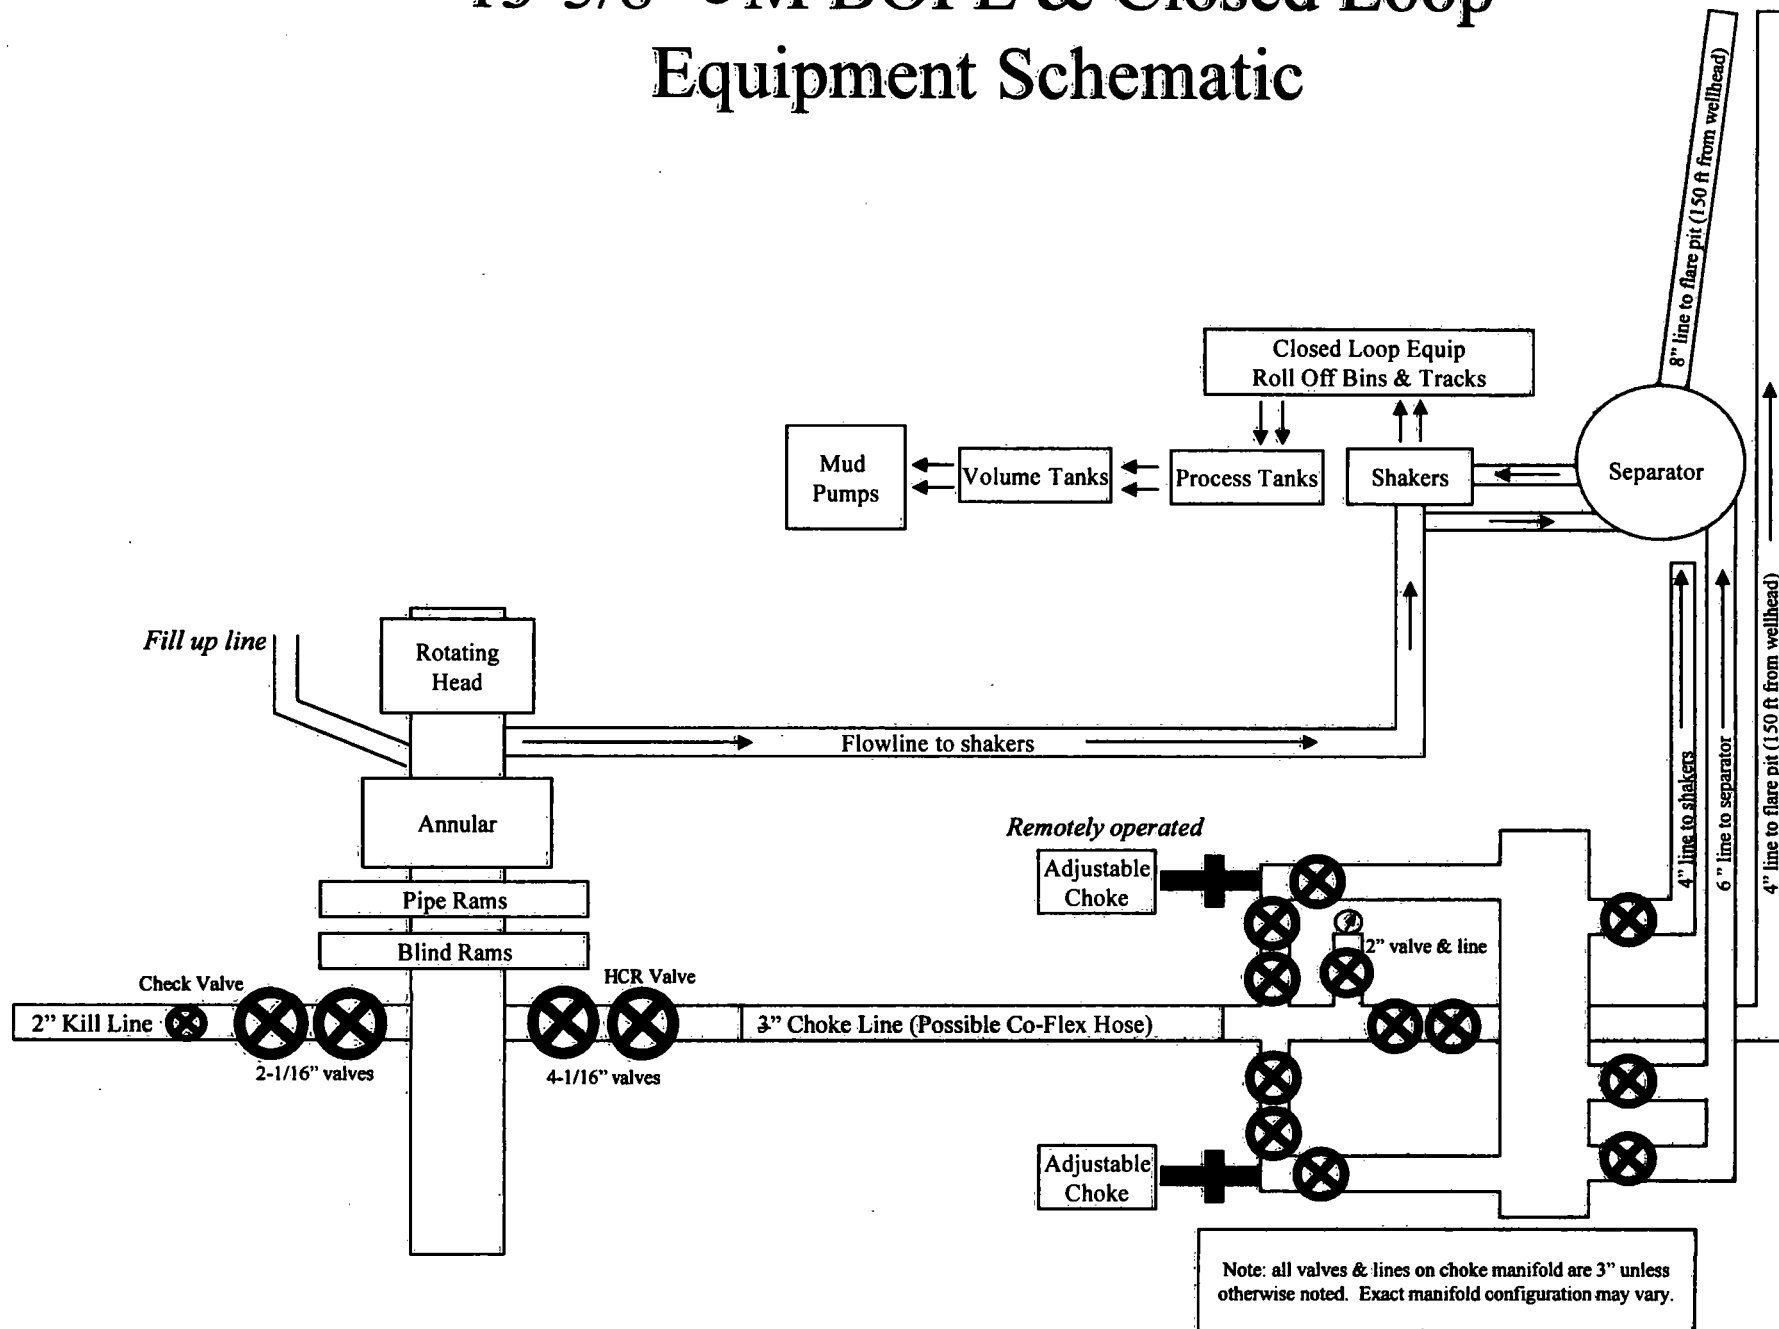 BOPE & Closed Loop
Equipment Schematic
8" line to flare pit (150 ft from wellhead)
Closed Loop Equip
Roll Off Bins & Tracks
Mud
Pumps
Volume Tanks
Process Tanks
Shakers
Separator
Fill up line
Rotating
Head
Flowline to shakers
Annular
Pipe Rams
Blind Rams
Remotely operated
Adjustable
Choke
2" valve & line
4" line to shakers
6" line to separator
4" line to flare pit (150 ft from wellhead)
Check Valve
HCR Valve
2" Kill Line
3" Choke Line (Possible Co-Flex Hose)
2-1/16" valves
4-1/16" valves
Adjustable
Choke
Note: all valves & lines on choke manifold are 3" unless
otherwise noted. Exact manifold configuration may vary.